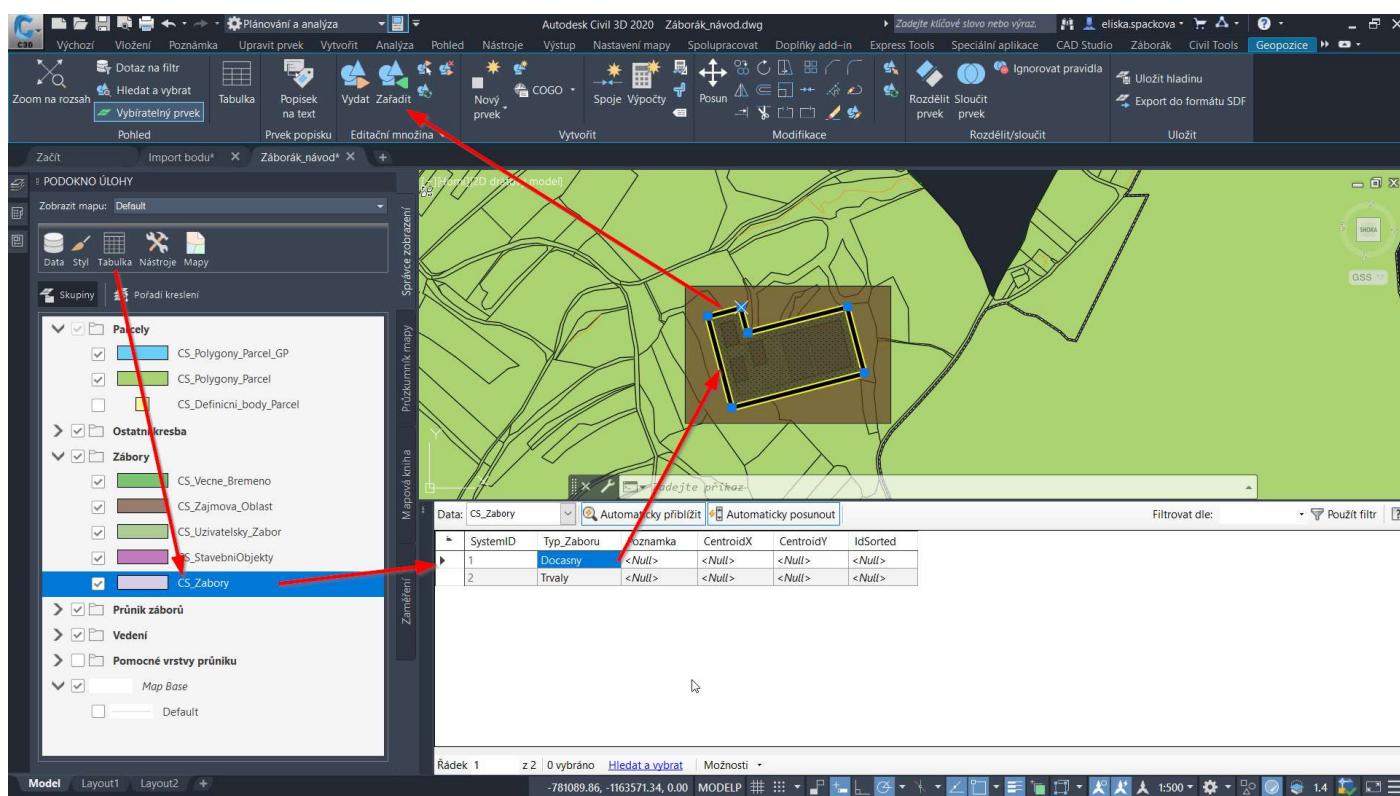 Plánování a analýza
Autodesk Civil 3D 2020 Záborák_návod.dwg
Zadejte klíčové slovo nebo výraz.
eliska.spackova
C3D
Výchozí Vložení Poznámka Upravit prvek Vytvořit Analýza Pohled Nástroje Výstup Nastavení mapy Spolupracovat Doplňky add-in Express Tools Speciální aplikace CAD Studio Záborák Civil Tools Geopozice
Zoom na rozsah
Dotaz na filtr
Hledat a vybrat
Vybíratelný prvek
Tabulka
Popisek na text
Vydat Zařadit
Nový prvek
COGO
Spoje Výpočty
Posun
Rozdělit prvek
Sloučit prvek
Ignorovat pravidla
Uložit hladinu
Export do formátu SDF
Pohled Prvek popisku Editační množina Vytvořit Modifikace Rozdělit/sloučit Uložit
Začít Import bodu* Záborák_návod*
PODOKNO ÚLOHY
Zobrazit mapu: Default
Data Styl Tabulka Nástroje Mapy
Skupiny Pořadí kreslení
Parcely
CS_Polygony_Parcel_GP
CS_Polygony_Parcel
CS_Definicni_body_Parcel
Ostatni kresba
Zábory
CS_Vecne_Bremeno
CS_Zajmova_Oblast
CS_Uzivatelsky_Zabor
CS_StavebniObjekty
CS_Zabory
Průnik záborů
Vedení
Pomocné vrstvy průniku
Map Base
Default
Správce zobrazení
Průzkumník mapy
Mapová kniha
Zaměření
GSS
Zadejte příkaz
Data: CS_Zabory Automaticky přiblížit Automaticky posunout Filtrovat dle: Použít filtr
SystemID Typ_Zaboru Poznamka CentroidX CentroidY IdSorted
1 Docasny <Null> <Null> <Null> <Null>
2 Trvaly <Null> <Null> <Null> <Null>
Řádek 1 z 2 0 vybráno Hledat a vybrat Možnosti
Model Layout1 Layout2 +
-781089.86, -1163571.34, 0.00 MODELP 1:500 1.4